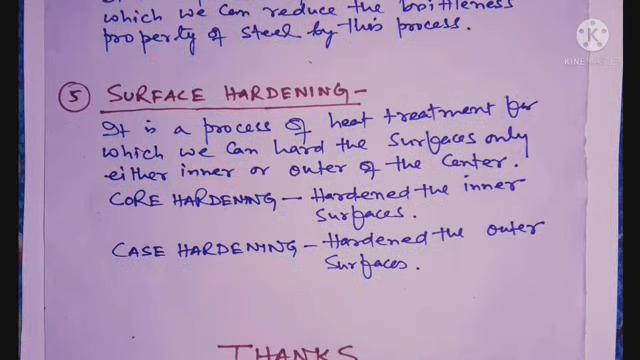 which we can reduce the brittleness
property of steel by this process.
KINEMASTER
⑤ SURFACE HARDENING -
It is a process of heat treatment by
which we can hard the surfaces only
either inner or outer of the center.
CORE HARDENING - Hardened the inner
surfaces.
CASE HARDENING - Hardened the outer
surfaces.
THANKS